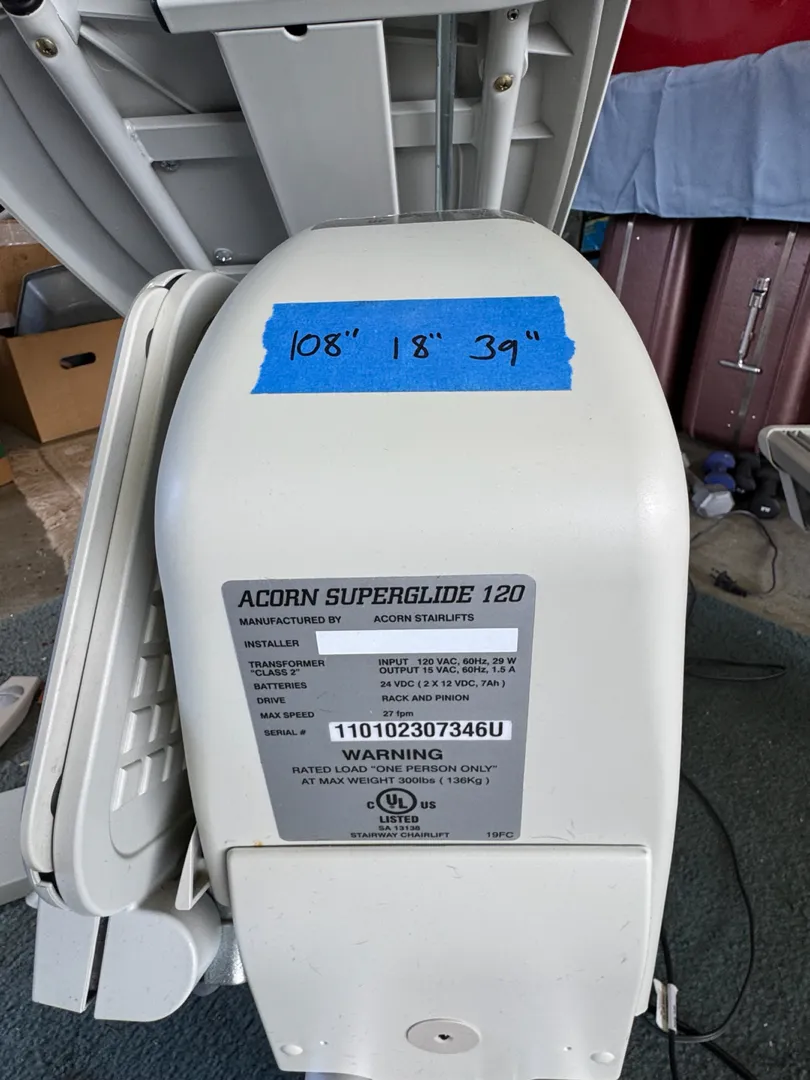 108" 18" 39"
ACORN SUPERGLIDE 120
MANUFACTURED BY ACORN STAIRLIFTS
INSTALLER
TRANSFORMER INPUT 120 VAC, 60Hz, 29 W
"CLASS 2" OUTPUT 15 VAC, 60Hz, 1.5 A
BATTERIES 24 VDC ( 2 X 12 VDC, 7Ah )
DRIVE RACK AND PINION
MAX SPEED 27 fpm
SERIAL # 110102307346U
WARNING
RATED LOAD "ONE PERSON ONLY"
AT MAX WEIGHT 300lbs ( 136Kg )
C UL US
LISTED
SA 13138
STAIRWAY CHAIRLIFT 19FC